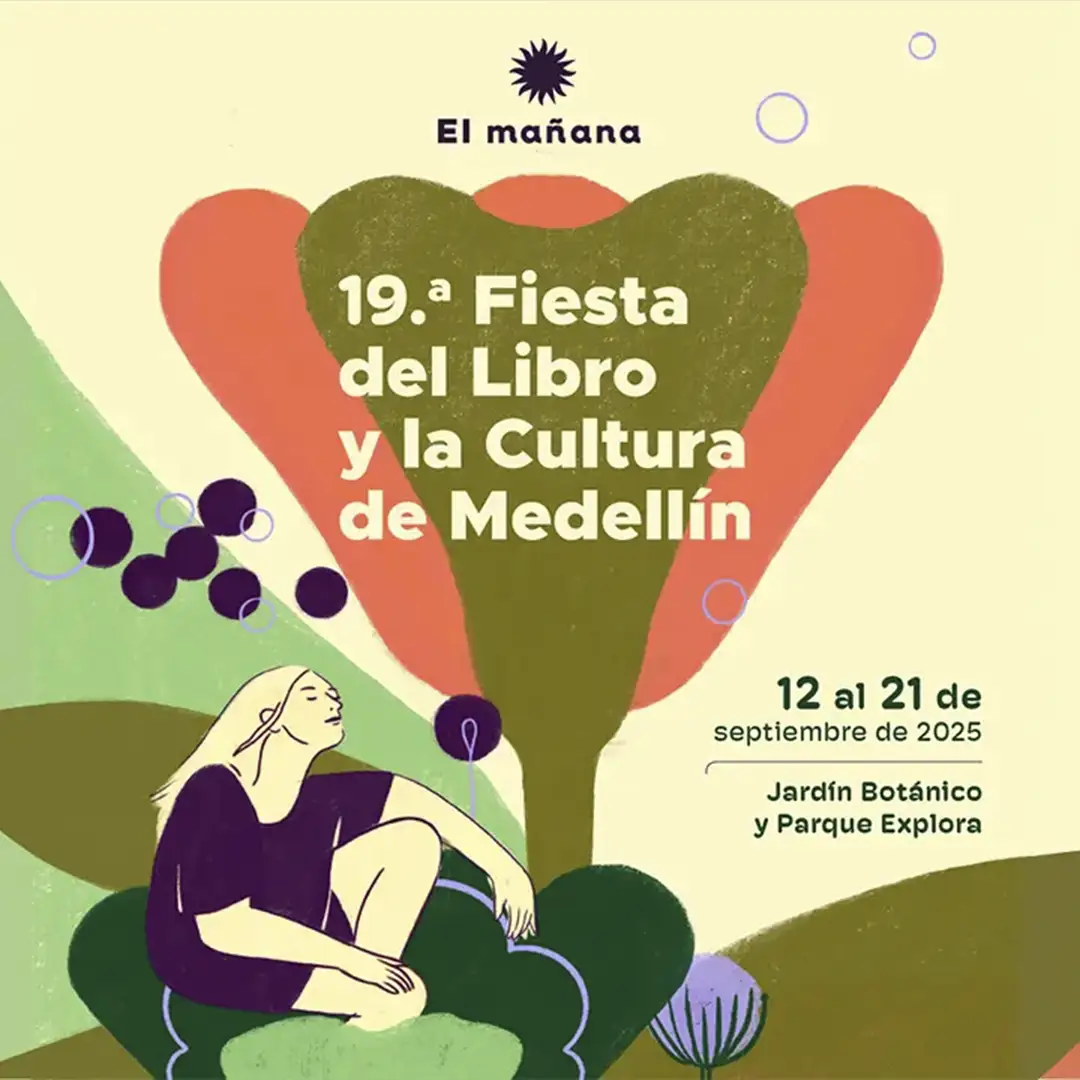 El mañana
19.ª Fiesta
del Libro
y la Cultura
de Medellín
12 al 21 de
septiembre de 2025
Jardín Botánico
y Parque Explora